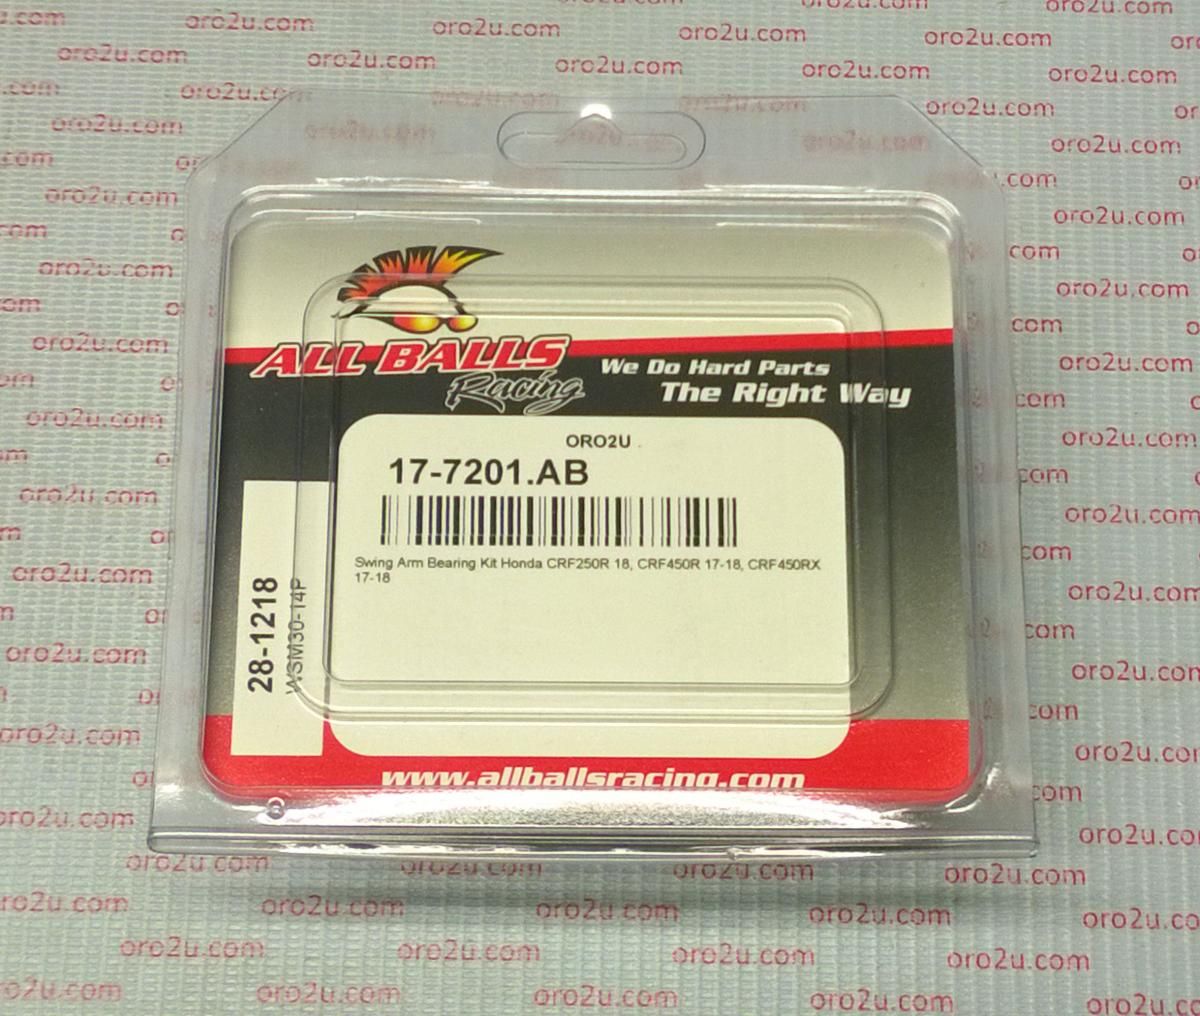 ALL BALLS
Racing
We Do Hard Parts
The Right Way
ORO2U
17-7201.AB
Swing Arm Bearing Kit Honda CRF250R 18, CRF450R 17-18, CRF450RX
17-18
28-1218
WSM30-14P
www.allballsracing.com
oro2u.com